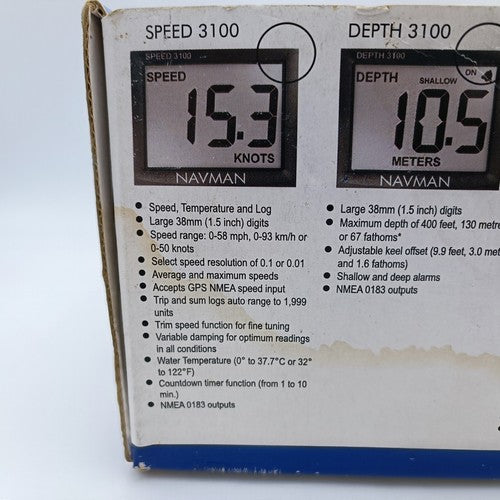 SPEED 3100
SPEED 3100
SPEED
15.3
KNOTS
NAVMAN
• Speed, Temperature and Log
• Large 38mm (1.5 inch) digits
• Speed range: 0-58 mph, 0-93 km/h or
0-50 knots
• Select speed resolution of 0.1 or 0.01
• Average and maximum speeds
• Accepts GPS NMEA speed input
• Trip and sum logs auto range to 1,999
units
• Trim speed function for fine tuning
• Variable damping for optimum readings
in all conditions
• Water Temperature (0° to 37.7°C or 32°
to 122°F)
• Countdown timer function (from 1 to 10
min.)
• NMEA 0183 outputs
DEPTH 3100
DEPTH 3100
DEPTH
SHALLOW
ON
10.5
METERS
NAVMAN
• Large 38mm (1.5 inch) digits
• Maximum depth of 400 feet, 130 metre
or 67 fathoms*
• Adjustable keel offset (9.9 feet, 3.0 met
and 1.6 fathoms)
• Shallow and deep alarms
• NMEA 0183 outputs